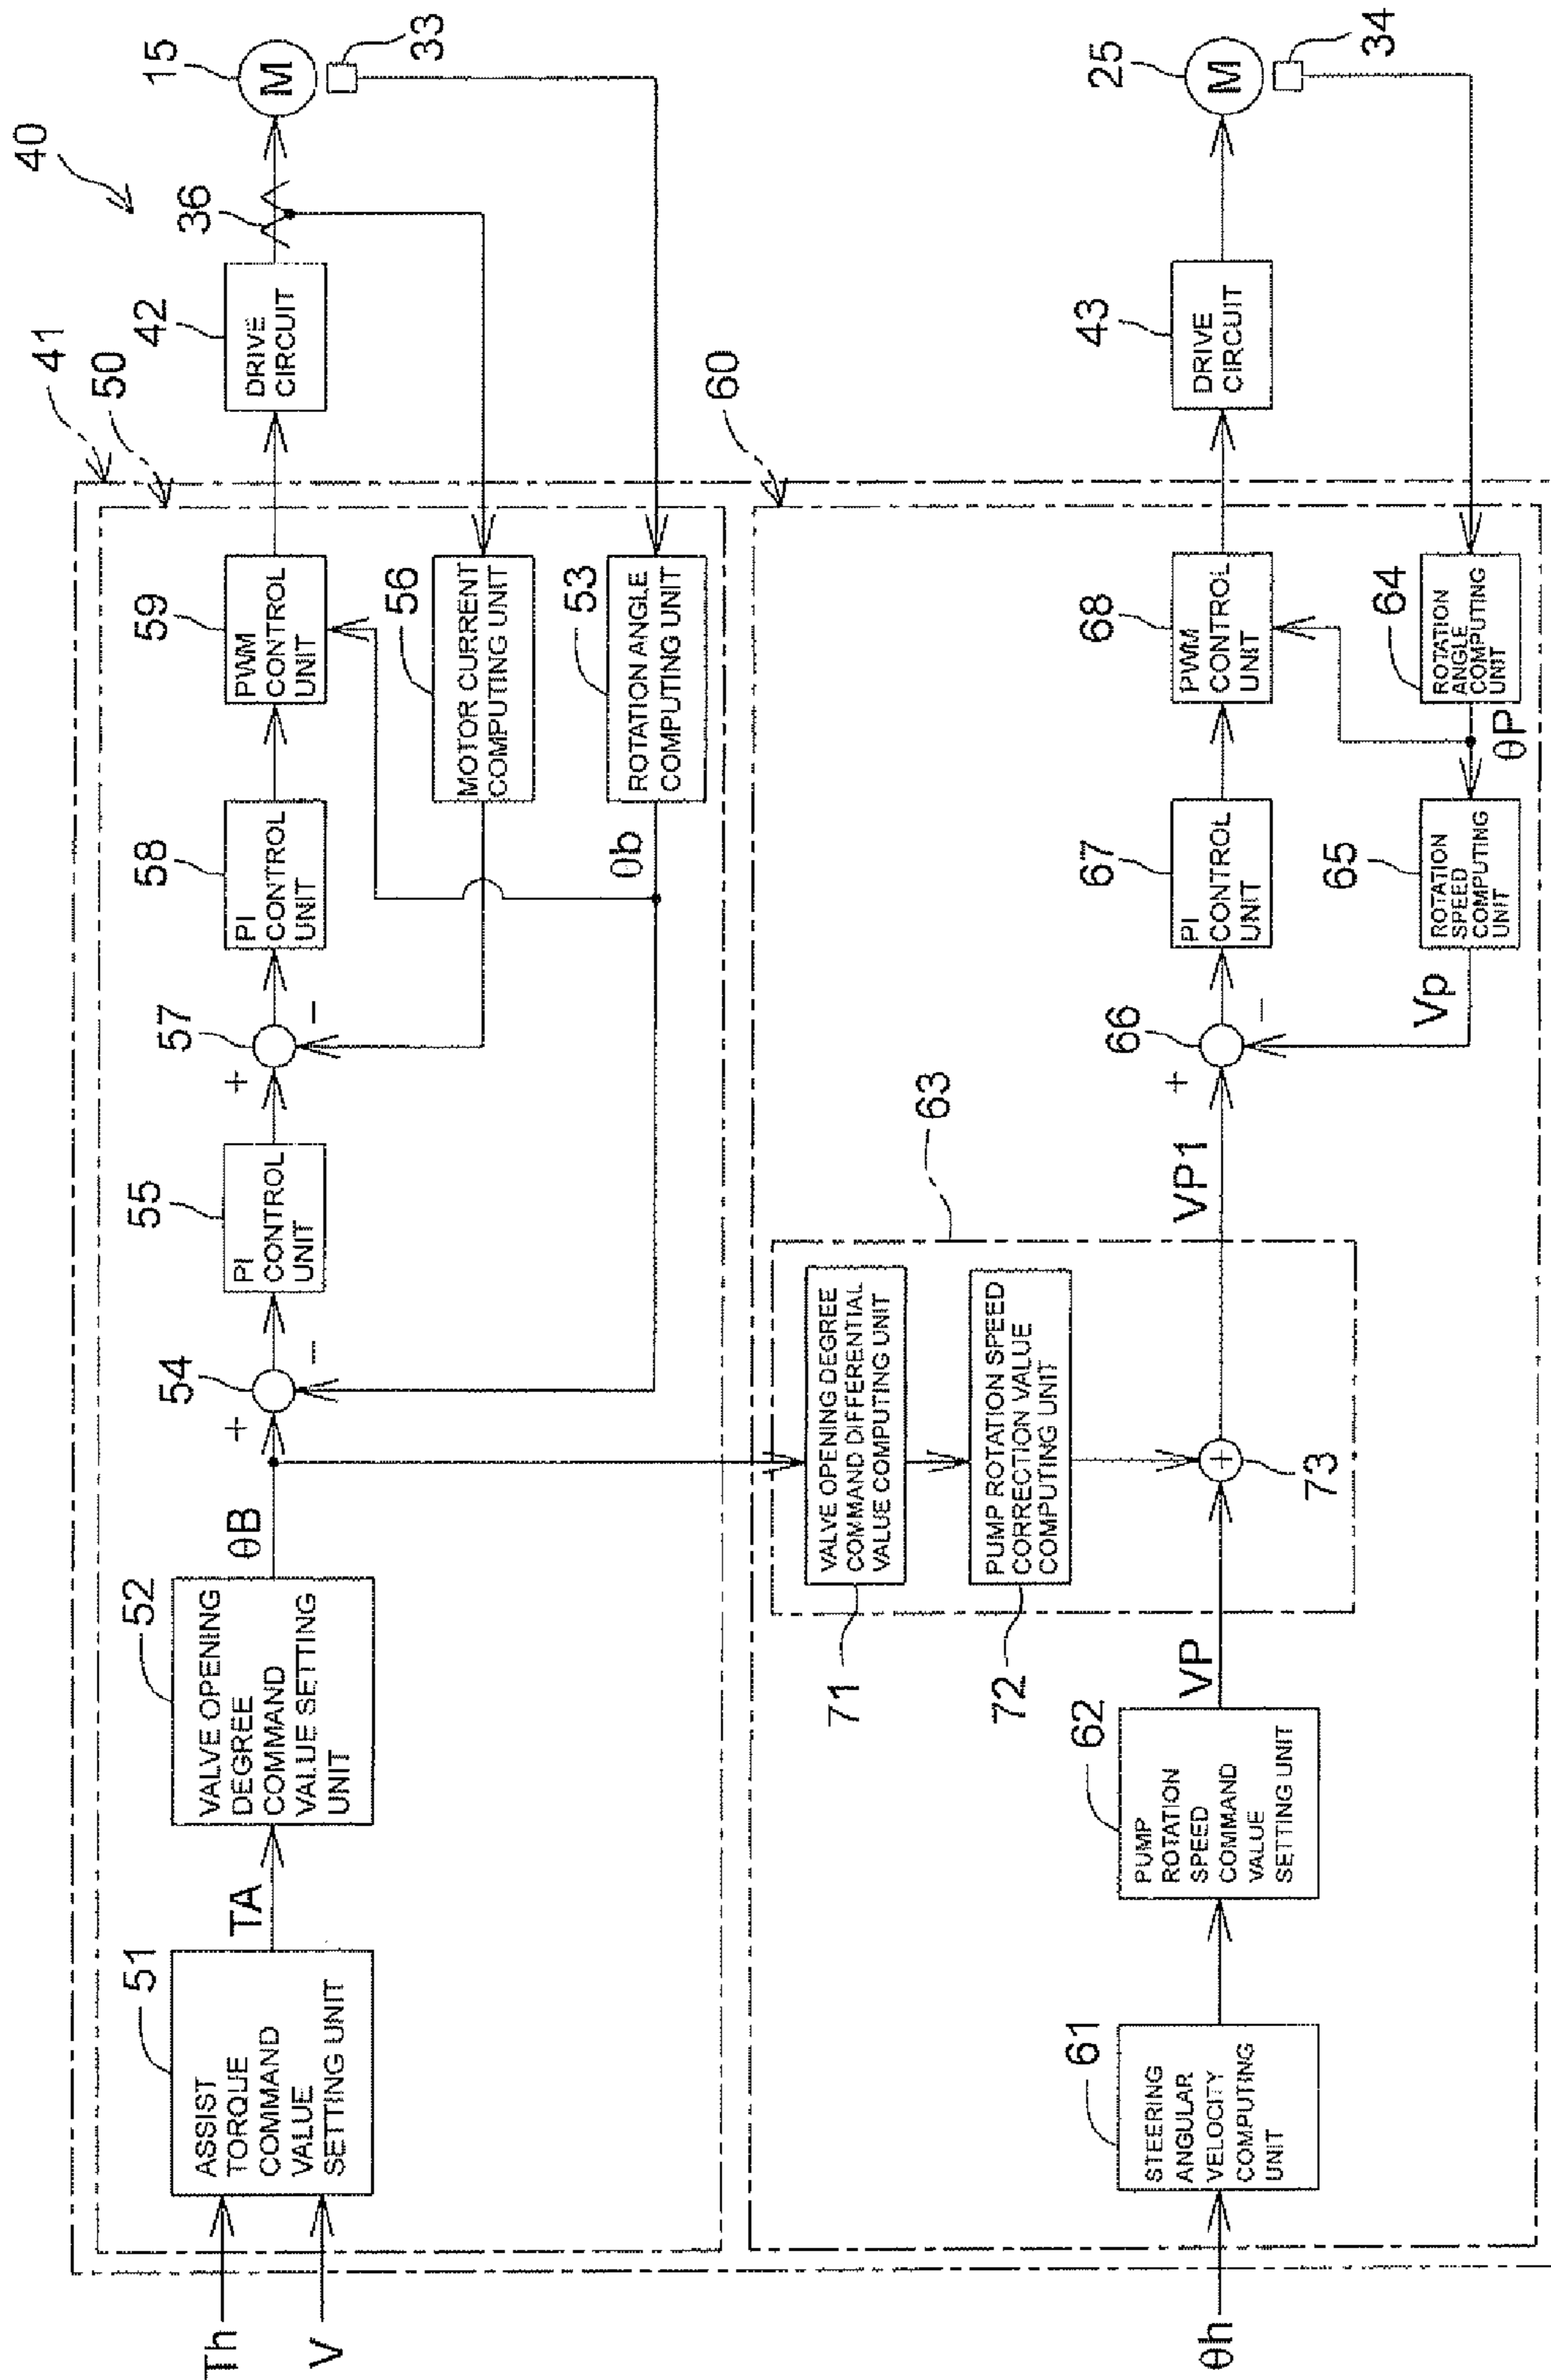 40
41
50
51
ASSIST
TORQUE
COMMAND
VALUE
SETTING UNIT
Th
V
TA
52
VALVE OPENING
DEGREE
COMMAND
VALUE SETTING
UNIT
θB
+
54
−
55
PI
CONTROL
UNIT
+
57
−
58
PI
CONTROL
UNIT
59
PWM
CONTROL
UNIT
42
DRIVE
CIRCUIT
36
15
M
33
56
MOTOR CURRENT
COMPUTING UNIT
53
ROTATION ANGLE
COMPUTING UNIT
θb
60
63
71
VALVE OPENING DEGREE
COMMAND DIFFERENTIAL
VALUE COMPUTING UNIT
72
PUMP ROTATION SPEED
CORRECTION VALUE
COMPUTING UNIT
θh
61
STEERING
ANGULAR
VELOCITY
COMPUTING
UNIT
62
PUMP
ROTATION
SPEED
COMMAND
VALUE
SETTING UNIT
VP
+
73
VP1
+
66
−
67
PI
CONTROL
UNIT
68
PWM
CONTROL
UNIT
43
DRIVE
CIRCUIT
25
M
34
Vp
65
ROTATION
SPEED
COMPUTING
UNIT
θP
64
ROTATION
ANGLE
COMPUTING
UNIT